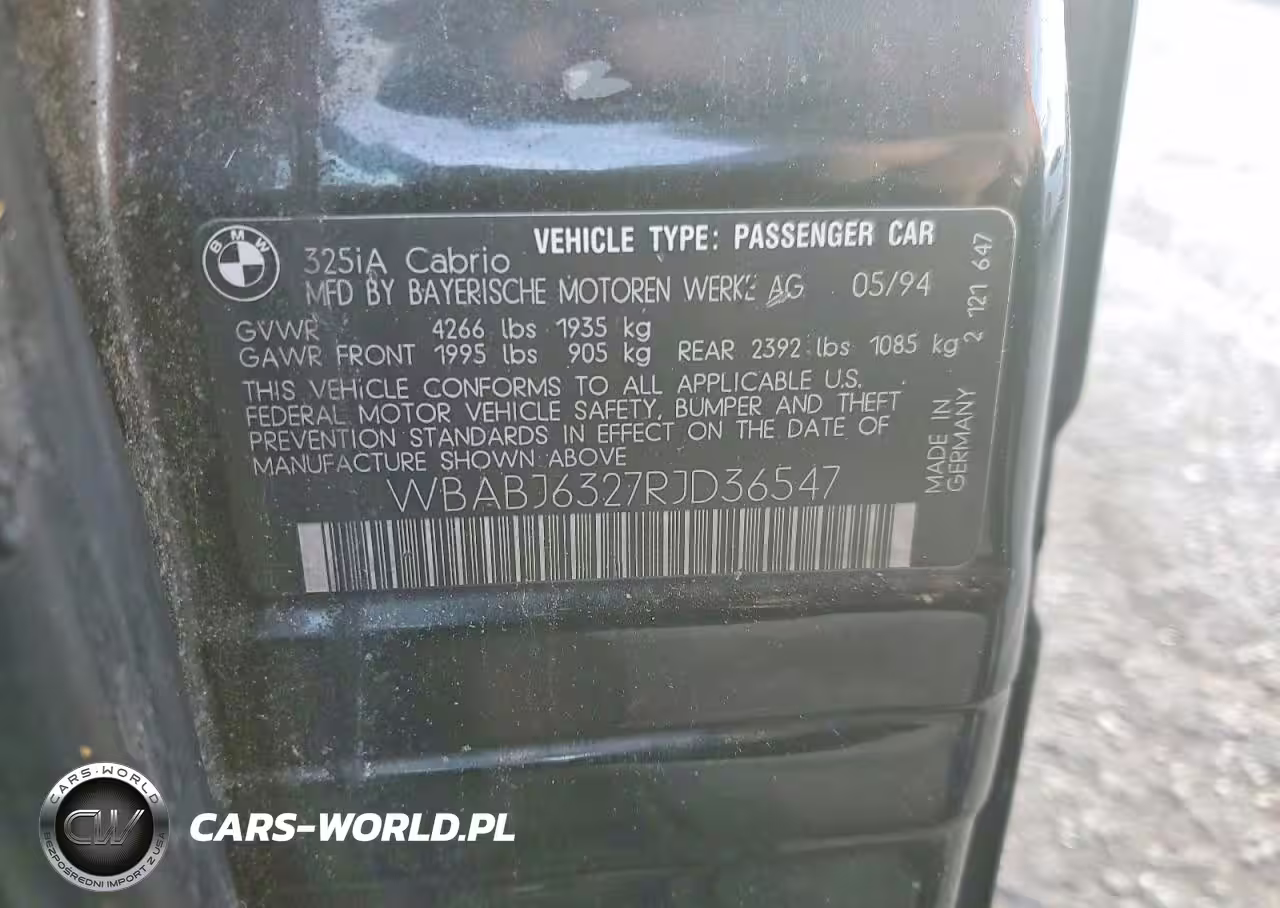 BMW
VEHICLE TYPE: PASSENGER CAR
325iA Cabrio
MFD BY BAYERISCHE MOTOREN WERKE AG 05/94
GVWR 4266 lbs 1935 kg
GAWR FRONT 1995 lbs 905 kg REAR 2392 lbs 1085 kg
THIS VEHICLE CONFORMS TO ALL APPLICABLE U.S.
FEDERAL MOTOR VEHICLE SAFETY, BUMPER AND THEFT
PREVENTION STANDARDS IN EFFECT ON THE DATE OF
MANUFACTURE SHOWN ABOVE
WBABJ6327RJD36547
2 121 647
MADE IN
GERMANY
CARS-WORLD
CW
BEZPOŚREDNI IMPORT Z USA
CARS-WORLD.PL